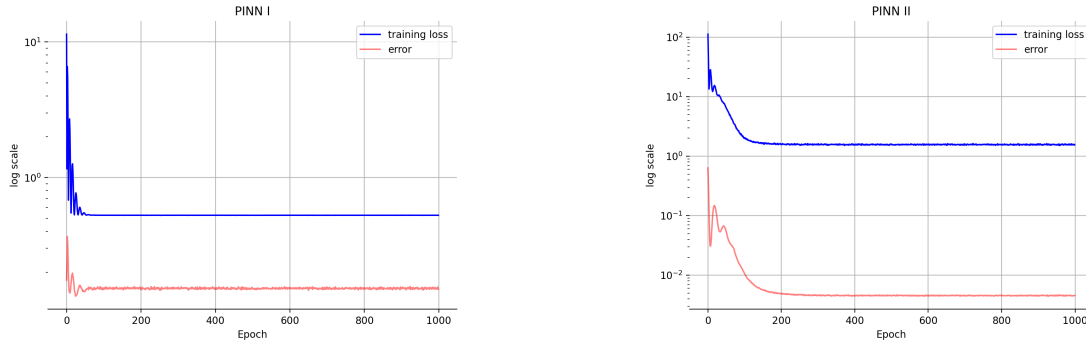 PINN I
training loss
error
10¹
10⁰
log scale
0
200
400
600
800
1000
Epoch
PINN II
training loss
error
10²
10¹
10⁰
10⁻¹
10⁻²
log scale
0
200
400
600
800
1000
Epoch